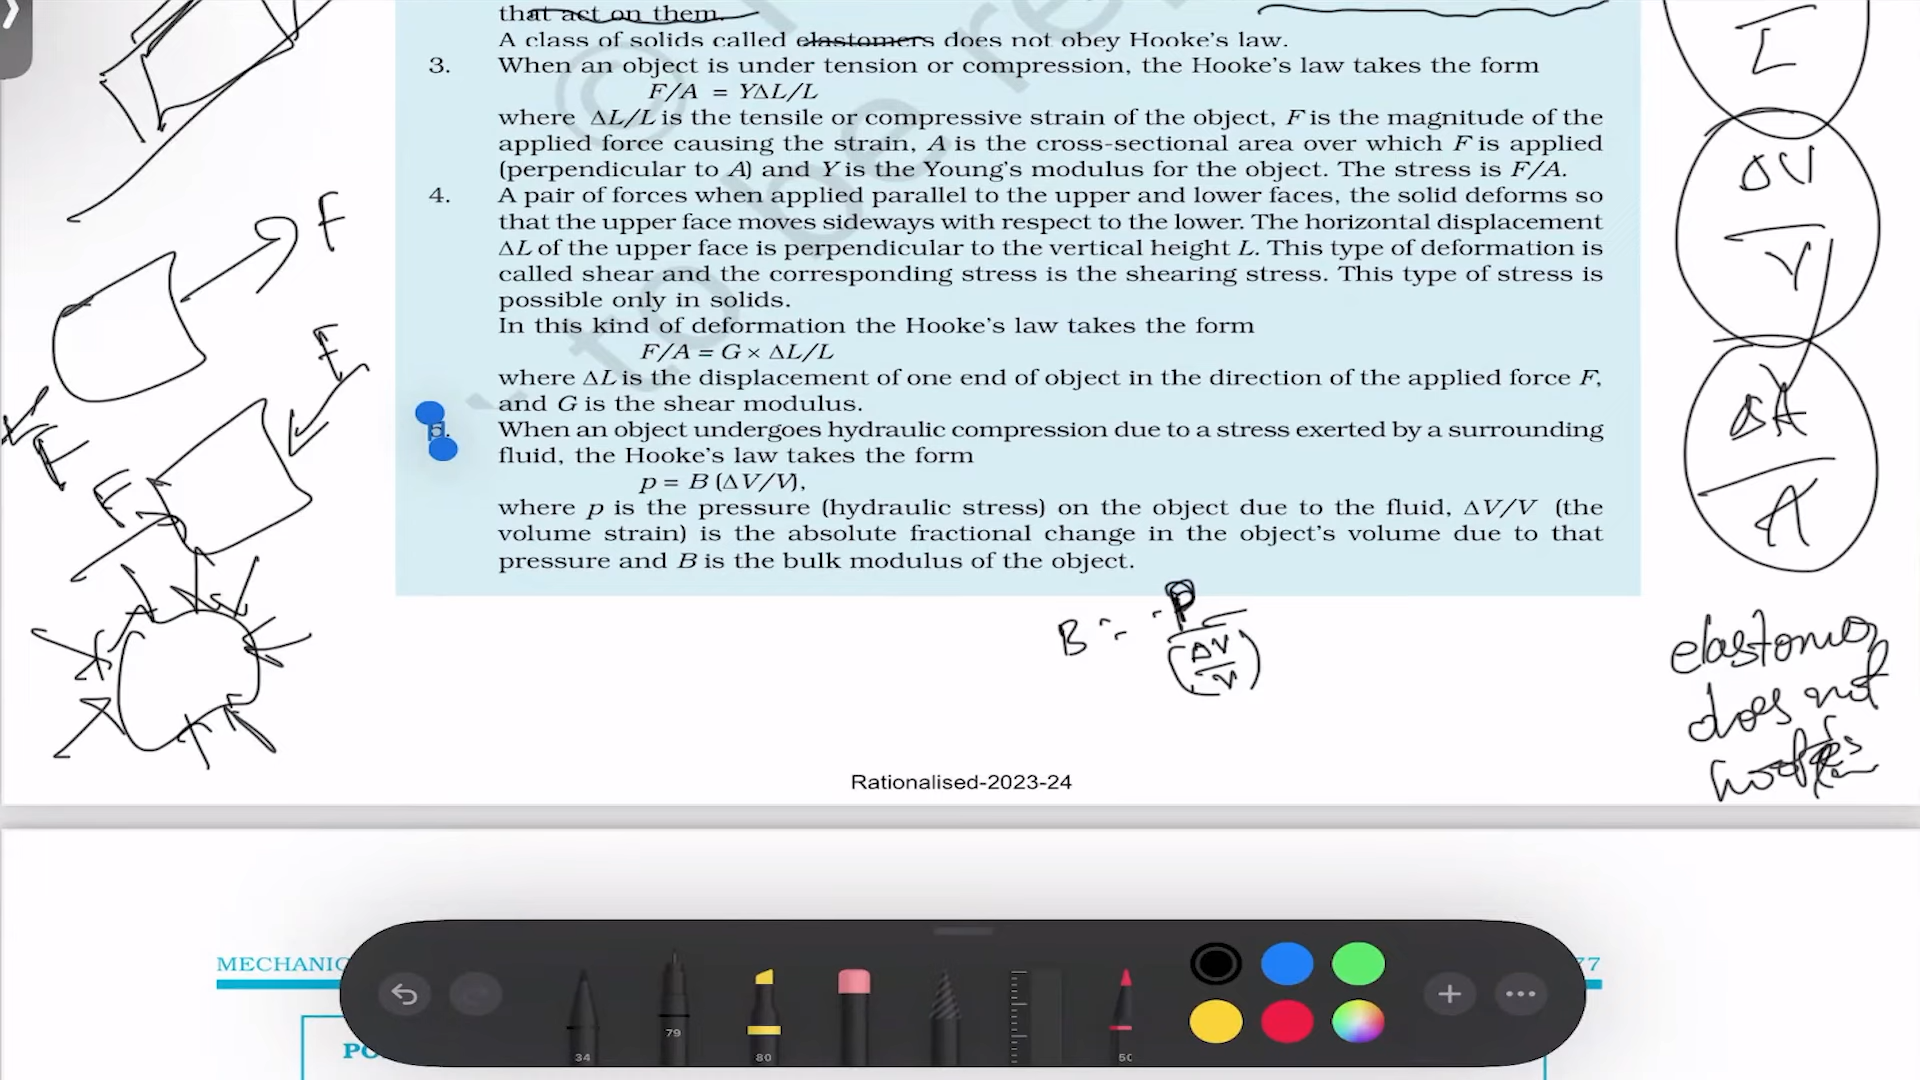 that act on them.
A class of solids called elastomers does not obey Hooke's law.
3. When an object is under tension or compression, the Hooke's law takes the form
F/A = YΔL/L
where ΔL/L is the tensile or compressive strain of the object, F is the magnitude of the
applied force causing the strain, A is the cross-sectional area over which F is applied
(perpendicular to A) and Y is the Young's modulus for the object. The stress is F/A.
4. A pair of forces when applied parallel to the upper and lower faces, the solid deforms so
that the upper face moves sideways with respect to the lower. The horizontal displacement
ΔL of the upper face is perpendicular to the vertical height L. This type of deformation is
called shear and the corresponding stress is the shearing stress. This type of stress is
possible only in solids.
In this kind of deformation the Hooke's law takes the form
F/A = G × ΔL/L
where ΔL is the displacement of one end of object in the direction of the applied force F,
and G is the shear modulus.
5. When an object undergoes hydraulic compression due to a stress exerted by a surrounding
fluid, the Hooke's law takes the form
p = B (ΔV/V),
where p is the pressure (hydraulic stress) on the object due to the fluid, ΔV/V (the
volume strain) is the absolute fractional change in the object's volume due to that
pressure and B is the bulk modulus of the object.
B = -P
(ΔV
V)
Rationalised-2023-24
L
ΔV
V
ΔA
A
elastomers
does not
F
F
F
F
© 
to be re
MECHANIC
77
PO
34
79
80
50